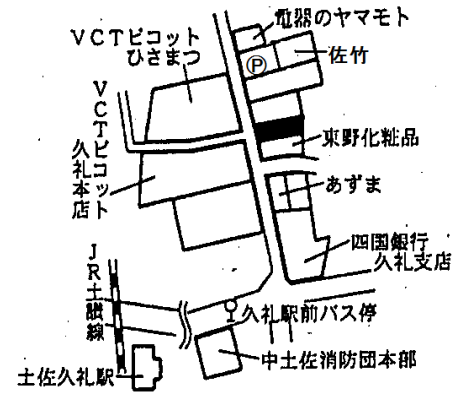 電器のヤマモト
VCTピコット
ひさまつ
佐竹
Ⓟ
VCTピコット
久礼本店
東野化粧品
あずま
四国銀行
久礼支店
JR土讃線
久礼駅前バス停
中土佐消防団本部
土佐久礼駅